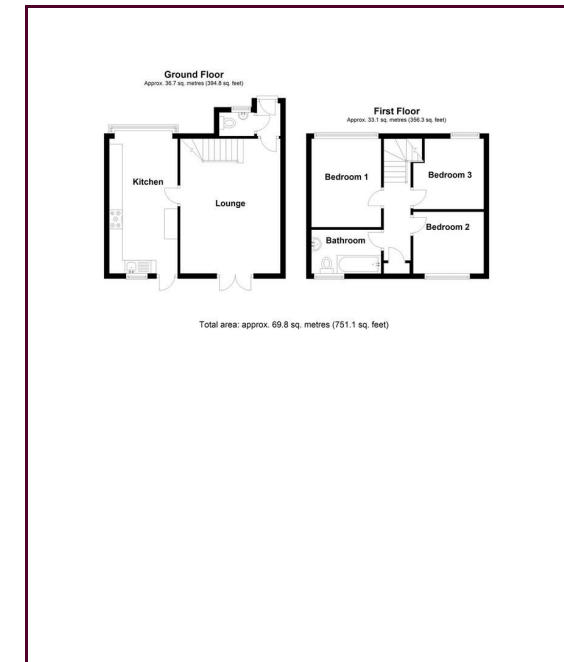 Ground Floor
Approx. 36.7 sq. metres (394.8 sq. feet)
Kitchen
Lounge
First Floor
Approx. 33.1 sq. metres (356.3 sq. feet)
Bedroom 1
Bedroom 3
Bedroom 2
Bathroom
Total area: approx. 69.8 sq. metres (751.1 sq. feet)